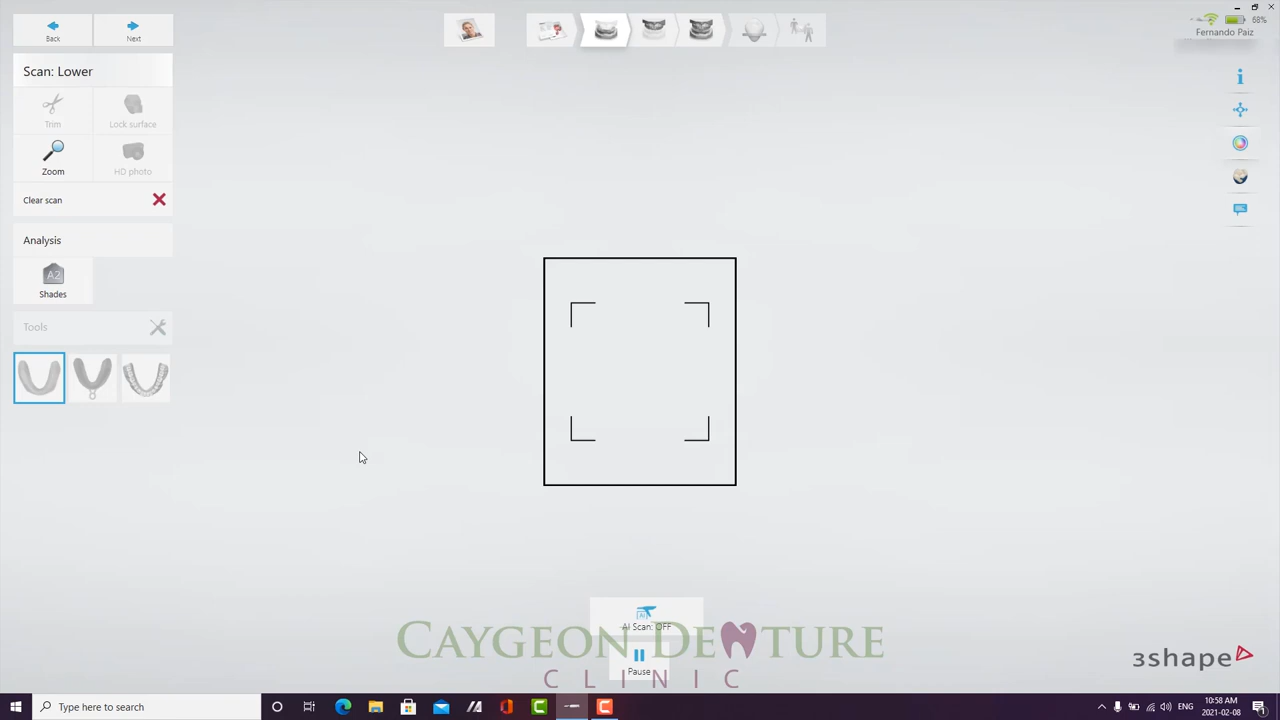 Back
Next
68%
Fernando Paiz
Scan: Lower
Trim
Lock surface
Zoom
HD photo
Clear scan
Analysis
A2
Shades
Tools
AI
AI Scan: OFF
Pause
CAYGEON DENTURE
CLINIC
3shape
Type here to search
ENG
10:58 AM
2021-02-08